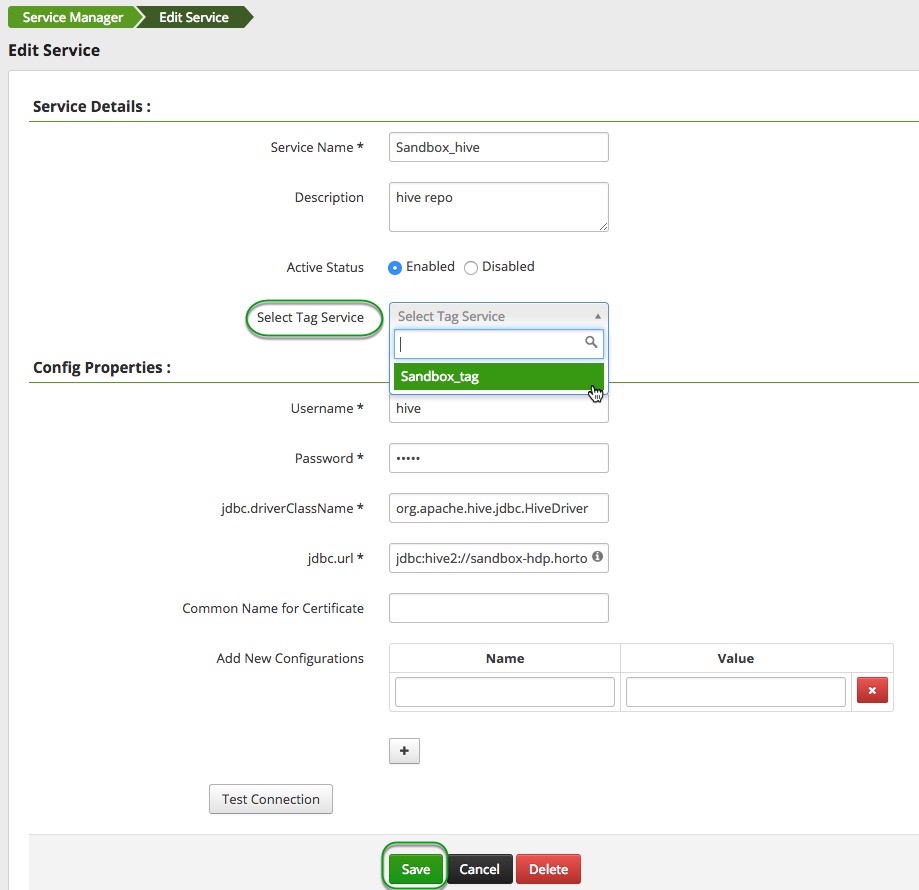 Service Manager Edit Service
Edit Service
Service Details :
Service Name * Sandbox_hive
Description hive repo
Active Status Enabled Disabled
Select Tag Service Select Tag Service
Sandbox_tag
Config Properties :
Username * hive
Password * •••••
jdbc.driverClassName * org.apache.hive.jdbc.HiveDriver
jdbc.url * jdbc:hive2://sandbox-hdp.horto
Common Name for Certificate
Add New Configurations Name Value
Test Connection
Save Cancel Delete